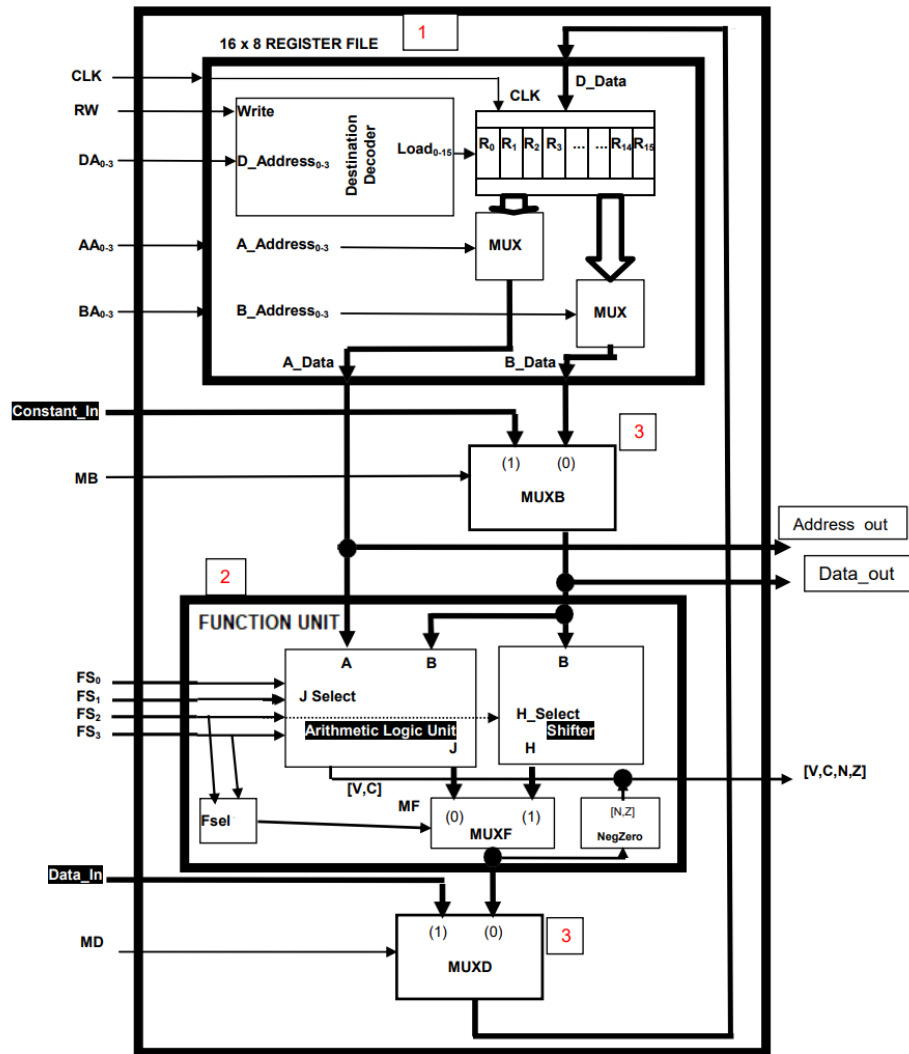 1
16 x 8 REGISTER FILE
CLK
D_Data
CLK
RW
Write
DA₀₋₃
D_Address₀₋₃
Destination
Decoder
Load₀₋₁₅
R₀ R₁ R₂ R₃ ... ... R₁₄ R₁₅
AA₀₋₃
A_Address₀₋₃
MUX
BA₀₋₃
B_Address₀₋₃
MUX
A_Data
B_Data
Constant_In
3
(1) (0)
MB
MUXB
Address out
Data_out
2
FUNCTION UNIT
A B
B
FS₀
FS₁
FS₂
FS₃
J Select
H_Select
Arithmetic Logic Unit
Shifter
J
H
[V,C]
[V,C,N,Z]
MF
Fsel
(0) (1)
MUXF
[N,Z]
NegZero
Data_In
(1) (0)
3
MD
MUXD